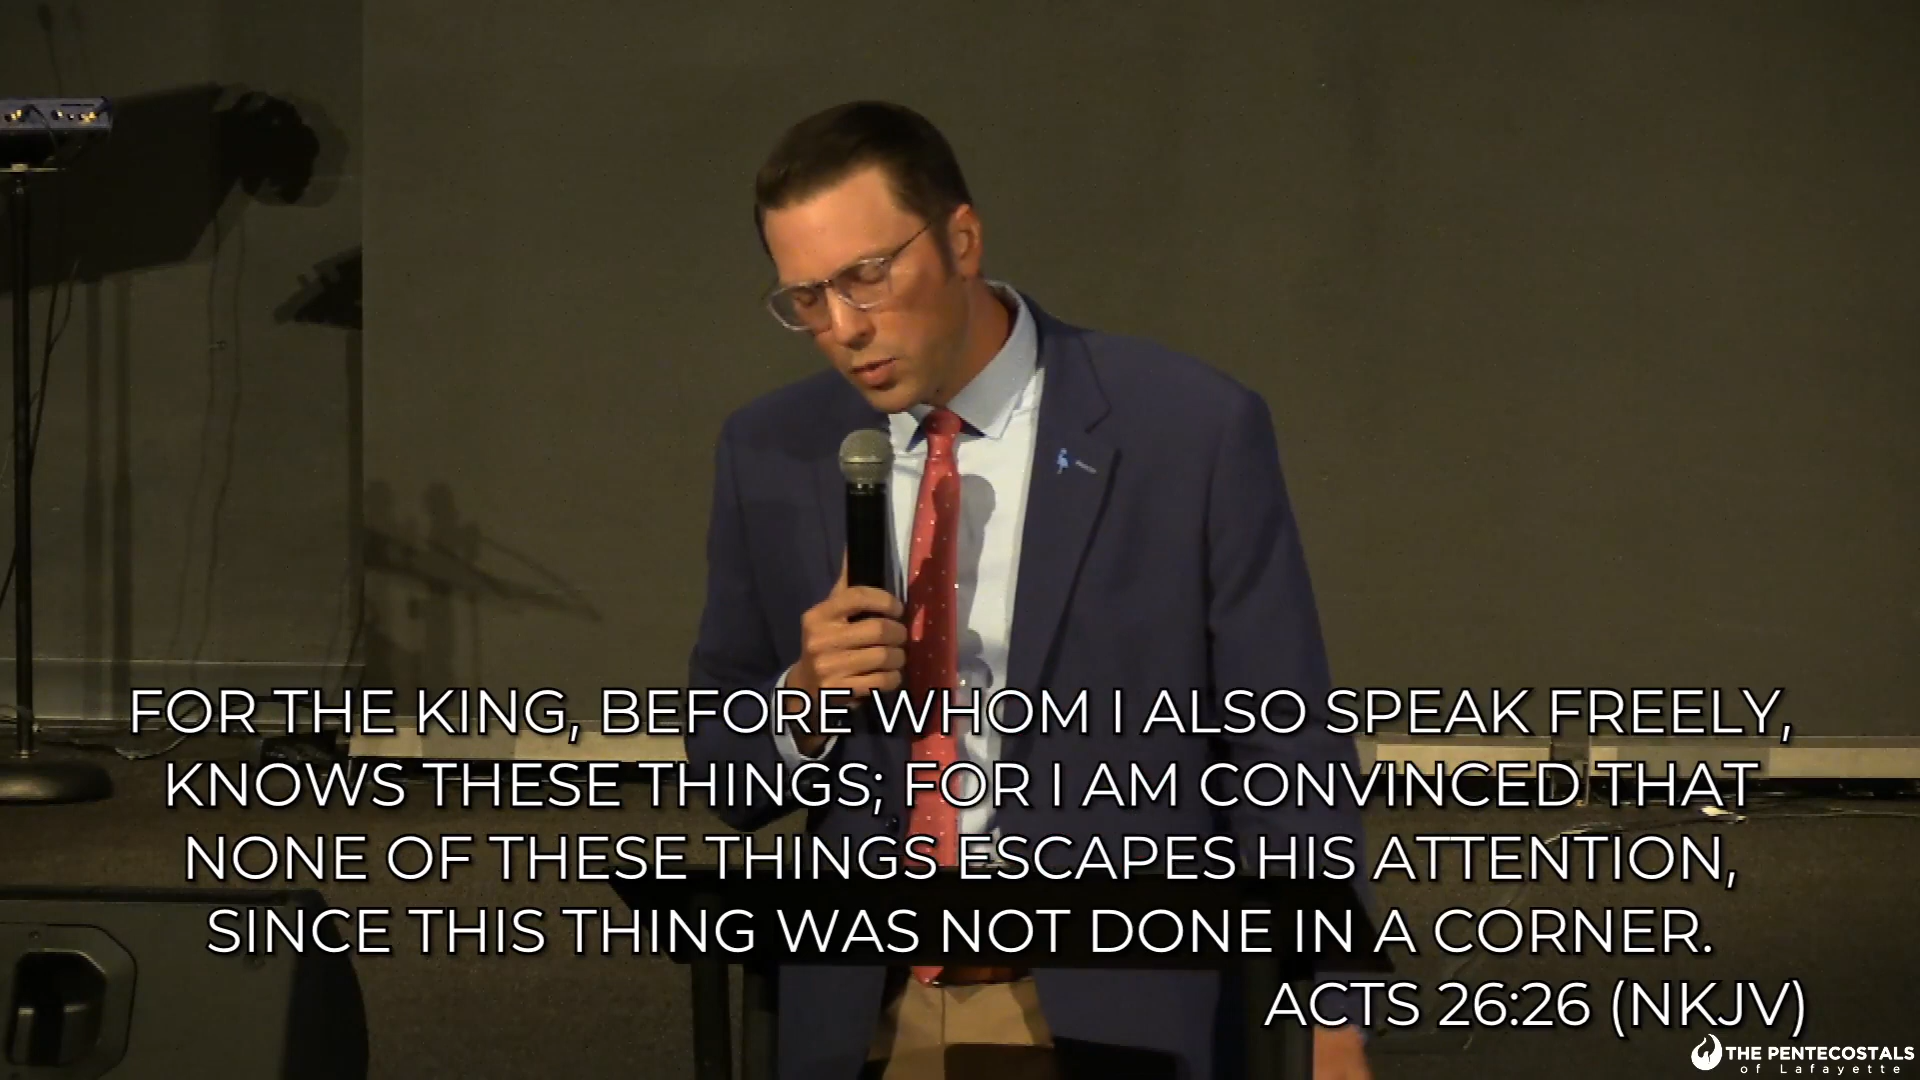 FOR THE KING, BEFORE WHOM I ALSO SPEAK FREELY,
KNOWS THESE THINGS; FOR I AM CONVINCED THAT
NONE OF THESE THINGS ESCAPES HIS ATTENTION,
SINCE THIS THING WAS NOT DONE IN A CORNER.
ACTS 26:26 (NKJV)
THE PENTECOSTALS
of Lafayette